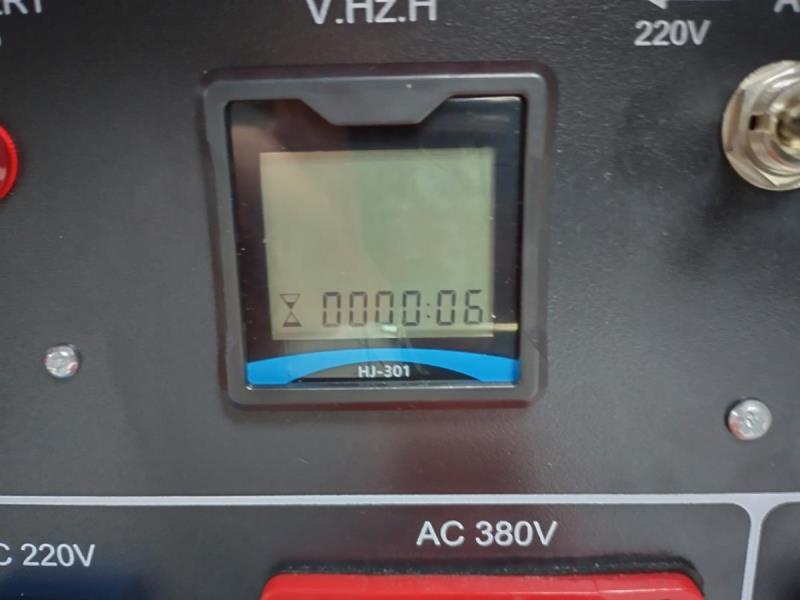 V.Hz.H
220V
0000:06
HJ-301
AC 380V
220V